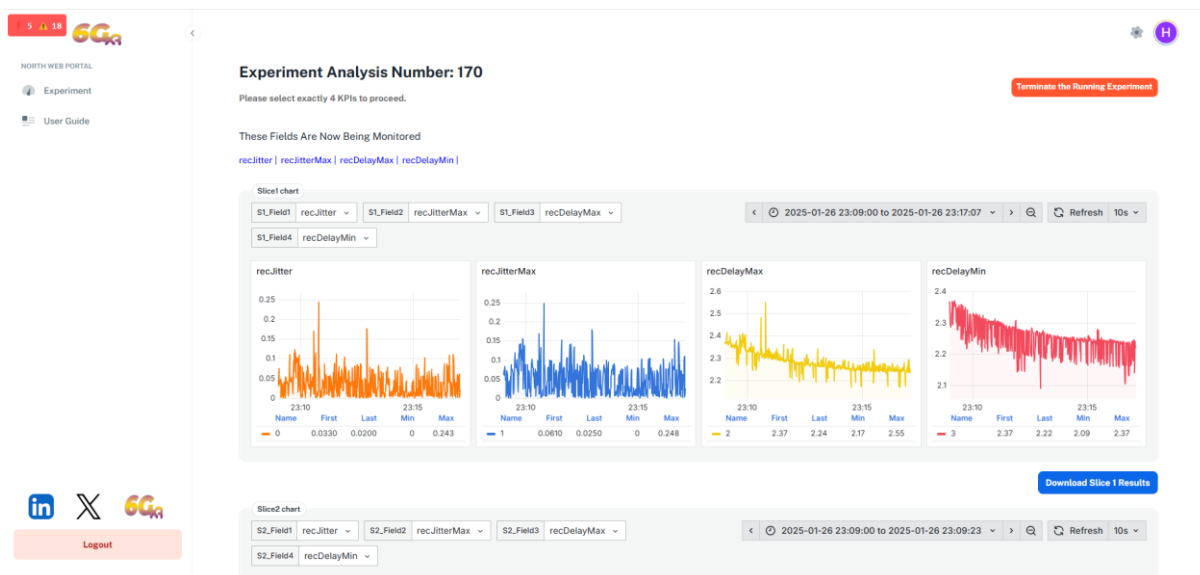 5 18
6G XR
NORTH WEB PORTAL
Experiment
User Guide
H
Experiment Analysis Number: 170
Terminate the Running Experiment
Please select exactly 4 KPIs to proceed.
These Fields Are Now Being Monitored
recJitter | recJitterMax | recDelayMax | recDelayMin |
Slice1 chart
S1_Field1 recJitter S1_Field2 recJitterMax S1_Field3 recDelayMax 2025-01-26 23:09:00 to 2025-01-26 23:17:07 Refresh 10s
S1_Field4 recDelayMin
recJitter
0.25
0.2
0.15
0.1
0.05
0
23:10 23:15
Name First Last Min Max
0 0.0330 0.0200 0 0.243
recJitterMax
0.25
0.2
0.15
0.1
0.05
0
23:10 23:15
Name First Last Min Max
1 0.0610 0.0250 0 0.248
recDelayMax
2.6
2.5
2.4
2.3
2.2
23:10 23:15
Name First Last Min Max
2 2.37 2.24 2.17 2.55
recDelayMin
2.4
2.3
2.2
2.1
23:10 23:15
Name First Last Min Max
3 2.37 2.22 2.09 2.37
Download Slice 1 Results
Slice2 chart
S2_Field1 recJitter S2_Field2 recJitterMax S2_Field3 recDelayMax 2025-01-26 23:09:00 to 2025-01-26 23:09:23 Refresh 10s
S2_Field4 recDelayMin
in X 6G XR
Logout